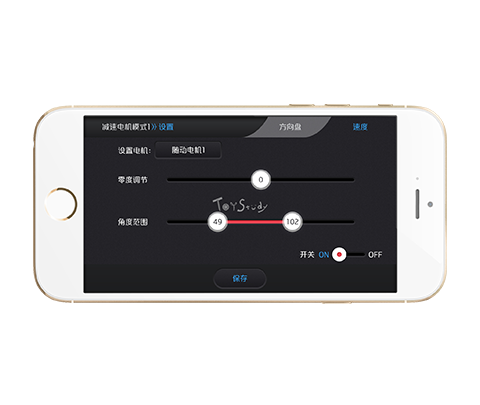 减速电机模式1》设置 方向盘 速度
设置电机: 随动电机1
零度调节 0
ToyStudy
角度范围 49 102
开关 ON OFF
保存